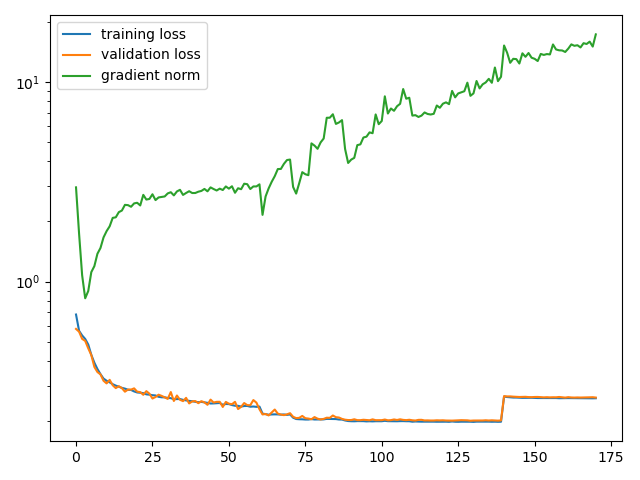 training loss
validation loss
gradient norm
10¹
10⁰
0 25 50 75 100 125 150 175